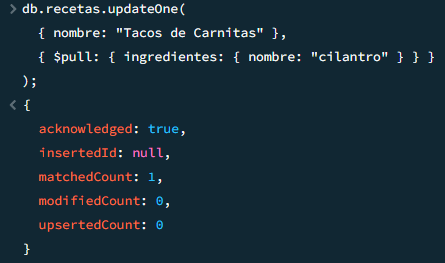 > db.recetas.updateOne(
{ nombre: "Tacos de Carnitas" },
{ $pull: { ingredientes: { nombre: "cilantro" } } }
);
< {
acknowledged: true,
insertedId: null,
matchedCount: 1,
modifiedCount: 0,
upsertedCount: 0
}